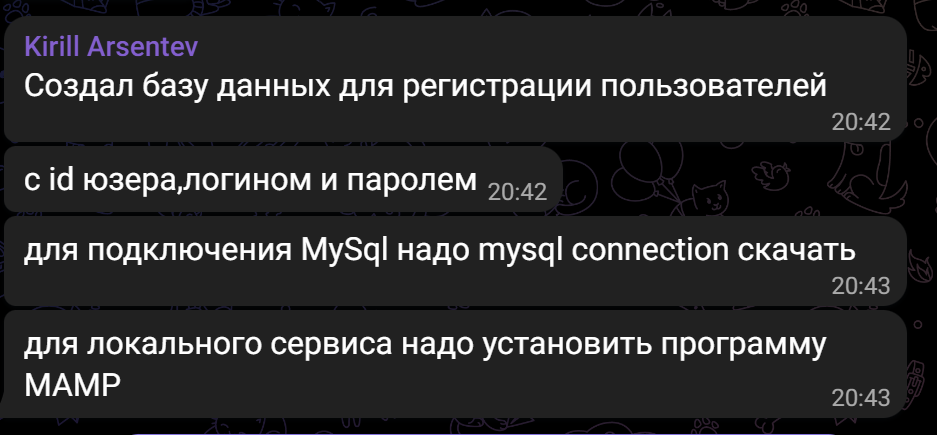 Kirill Arsentev
Создал базу данных для регистрации пользователей
20:42
с id юзера,логином и паролем 20:42
для подключения MySql надо mysql connection скачать
20:43
для локального сервиса надо установить программу
MAMP
20:43